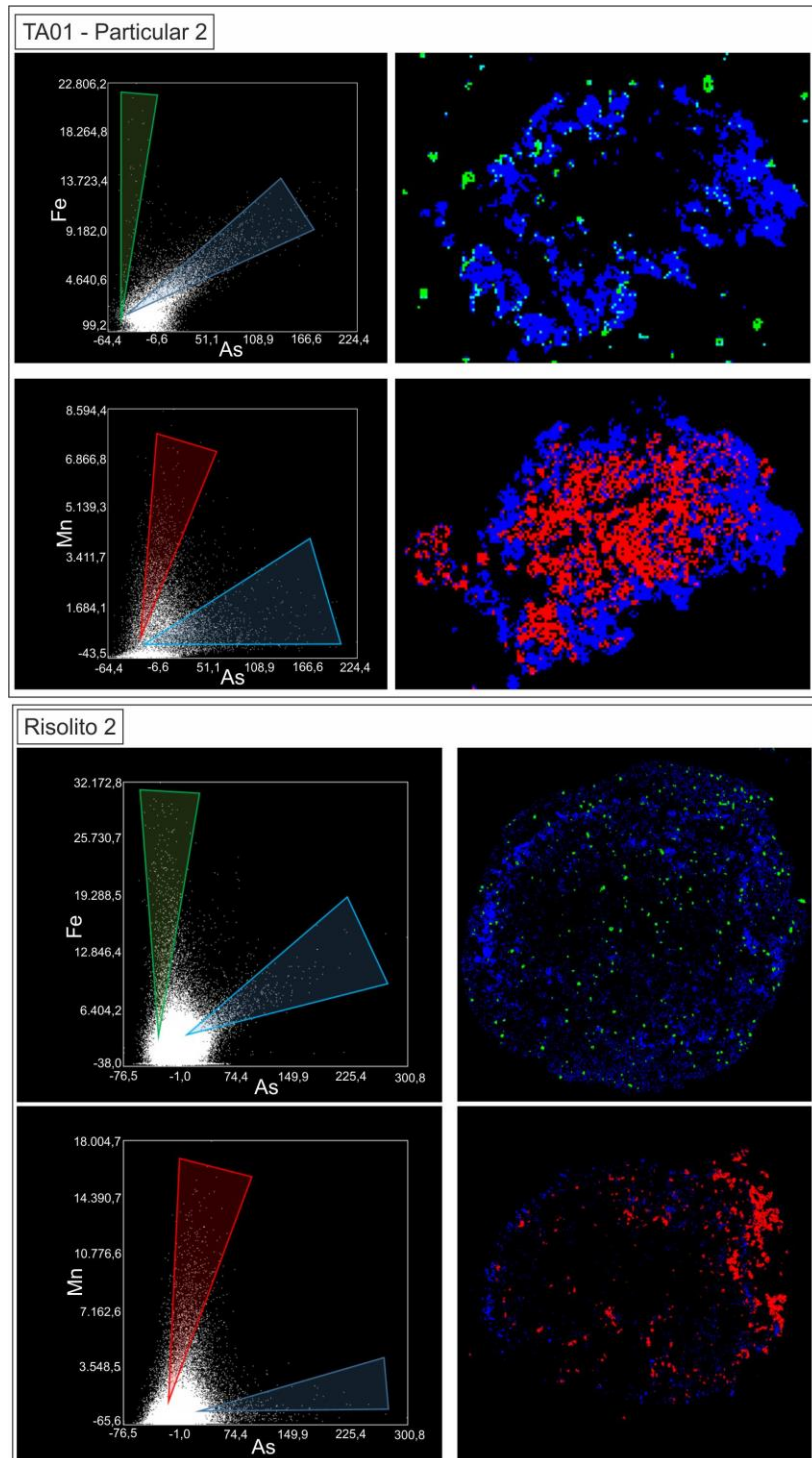 TA01 - Particular 2
22.806,2
18.264,8
13.723,4
9.182,0
4.640,6
99,2
Fe
-64,4 -6,6 51,1 108,9 166,6 224,4
As
8.594,4
6.866,8
5.139,3
3.411,7
1.684,1
-43,5
Mn
-64,4 -6,6 51,1 108,9 166,6 224,4
As
Risolito 2
32.172,8
25.730,7
19.288,5
12.846,4
6.404,2
-38,0
Fe
-76,5 -1,0 74,4 149,9 225,4 300,8
As
18.004,7
14.390,7
10.776,6
7.162,6
3.548,5
-65,6
Mn
-76,5 -1,0 74,4 149,9 225,4 300,8
As